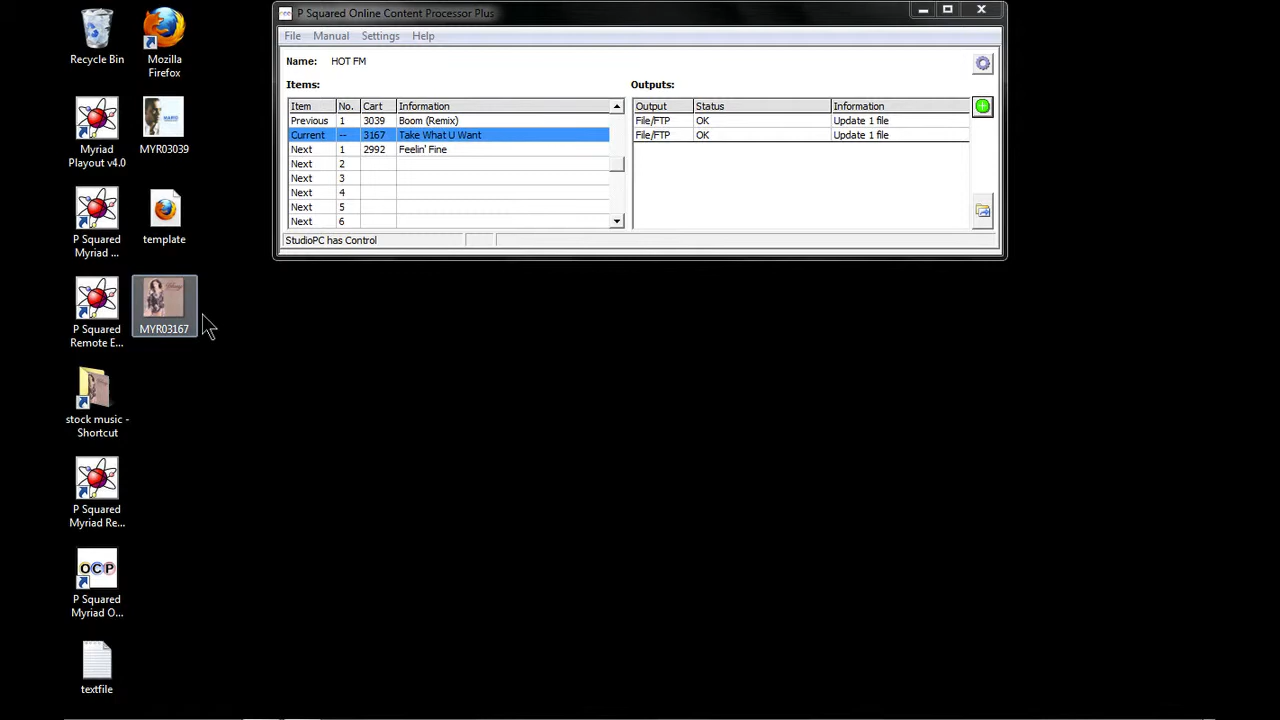 P Squared Online Content Processor Plus
File Manual Settings Help
Name: HOT FM
Items: Outputs:
Item No. Cart Information
Previous 1 3039 Boom (Remix)
Current -- 3167 Take What U Want
Next 1 2992 Feelin' Fine
Next 2
Next 3
Next 4
Next 5
Next 6
Output Status Information
File/FTP OK Update 1 file
File/FTP OK Update 1 file
StudioPC has Control
Recycle Bin
Mozilla
Firefox
Myriad
Playout v4.0
MYR03039
P Squared
Myriad ...
template
P Squared
Remote E...
MYR03167
stock music -
Shortcut
P Squared
Myriad Re...
OCP
P Squared
Myriad O...
textfile